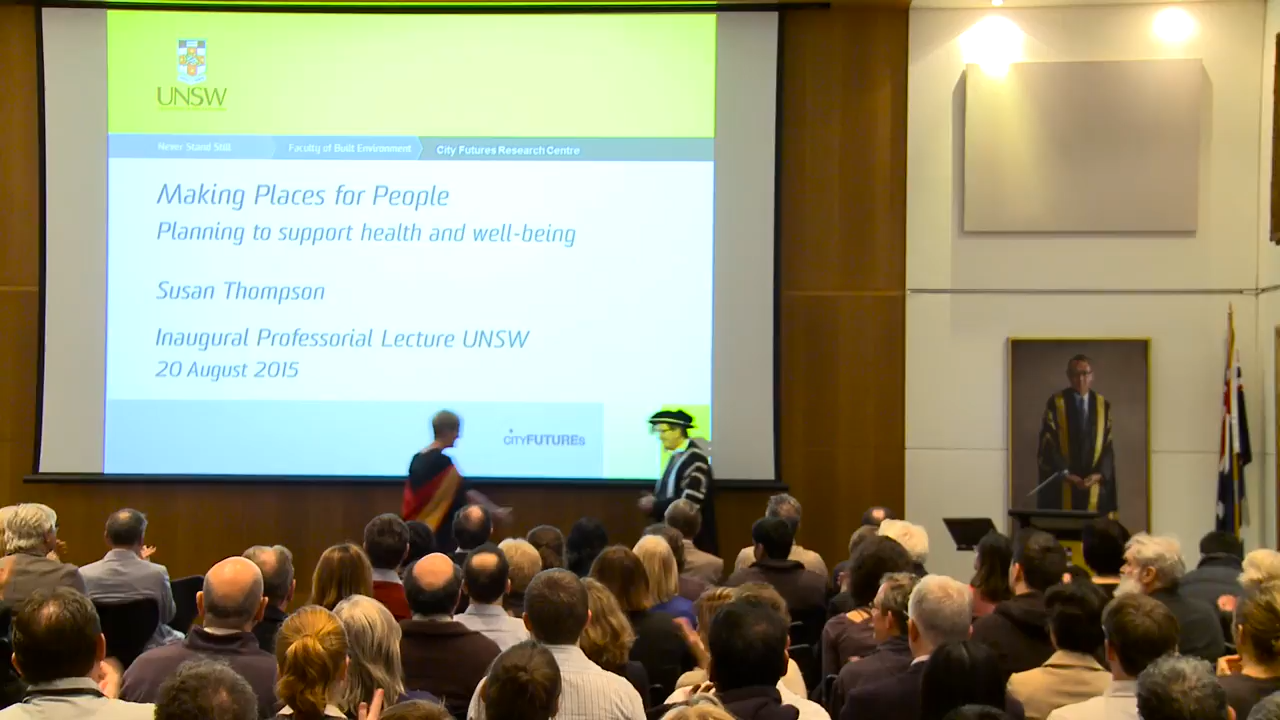 UNSW
Never Stand Still
Faculty of Built Environment
City Futures Research Centre
Making Places for People
Planning to support health and well-being
Susan Thompson
Inaugural Professorial Lecture UNSW
20 August 2015
CITYFUTUREs